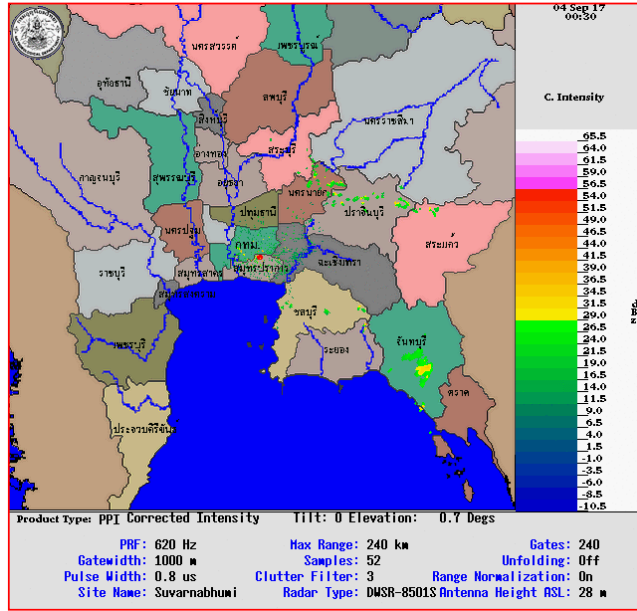 04 Sep 17
00:30
C. Intensity
65.5
64.0
61.5
59.0
56.5
54.0
51.5
49.0
46.5
44.0
41.5
39.0
36.5
34.0
31.5
29.0
26.5
24.0
21.5
19.0
16.5
14.0
11.5
9.0
6.5
4.0
1.5
-1.0
-3.5
-6.0
-8.5
-10.5
นครสวรรค์
เพชรบูรณ์
อุทัยธานี
ชัยนาท
ลพบุรี
สิงห์บุรี
นครราชสีมา
อ่างทอง
สระบุรี
กาญจนบุรี
สุพรรณบุรี
อยุธยา
นครนายก
ปราจีนบุรี
ปทุมธานี
นครปฐม
กทม.
สระแก้ว
ราชบุรี
สมุทรสาคร
สมุทรปราการ
ฉะเชิงเทรา
สมุทรสงคราม
ชลบุรี
เพชรบุรี
ระยอง
จันทบุรี
ตราด
ประจวบคีรีขันธ์
Product Type: PPI Corrected Intensity Tilt: 0 Elevation: 0.7 Degs
PRF: 620 Hz Max Range: 240 km Gates: 240
Gatewidth: 1000 m Samples: 52 Unfolding: Off
Pulse Width: 0.8 us Clutter Filter: 3 Range Normalization: On
Site Name: Suvarnabhumi Radar Type: DWSR-8501S Antenna Height ASL: 28 m